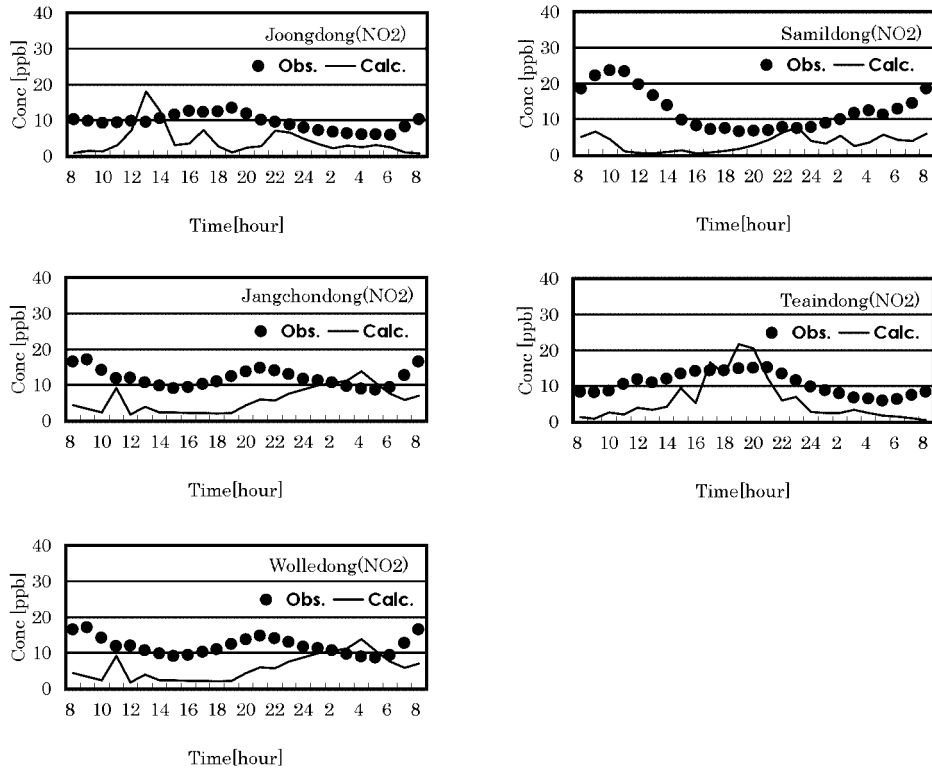 Joongdong(NO2)
Obs. Calc.
Conc [ppb]
40
30
20
10
0
8 10 12 14 16 18 20 22 24 2 4 6 8
Time[hour]
Samildong(NO2)
Obs. Calc.
Conc [ppb]
40
30
20
10
0
8 10 12 14 16 18 20 22 24 2 4 6 8
Time[hour]
Jangchondong(NO2)
Obs. Calc.
Conc [ppb]
40
30
20
10
0
8 10 12 14 16 18 20 22 24 2 4 6 8
Time[hour]
Teaindong(NO2)
Obs. Calc.
Conc [ppb]
40
30
20
10
0
8 10 12 14 16 18 20 22 24 2 4 6 8
Time[hour]
Wolledong(NO2)
Obs. Calc.
Conc [ppb]
40
30
20
10
0
8 10 12 14 16 18 20 22 24 2 4 6 8
Time[hour]